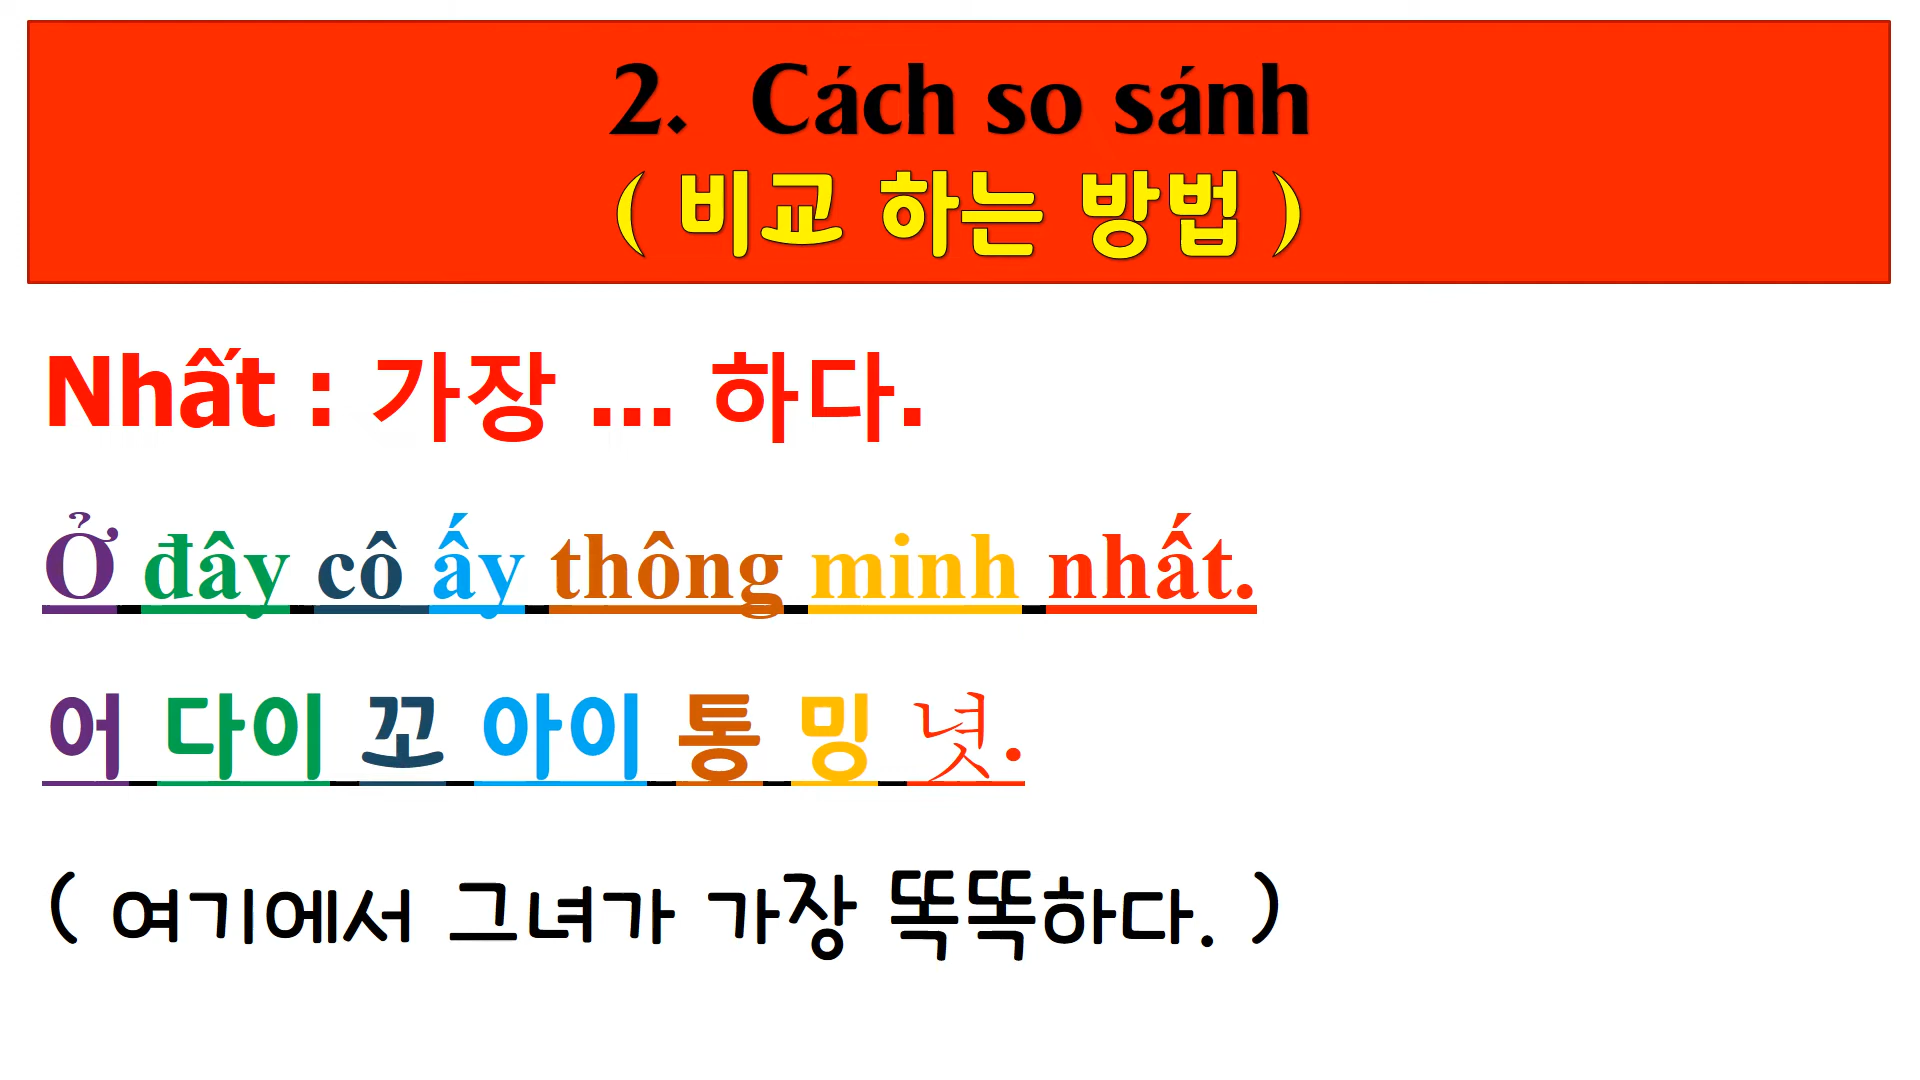 2. Cách so sánh
( 비교 하는 방법 )
Nhất : 가장 ... 하다.
Ở đây cô ấy thông minh nhất.
어 다이 꼬 아이 통 밍 녓.
( 여기에서 그녀가 가장 똑똑하다. )